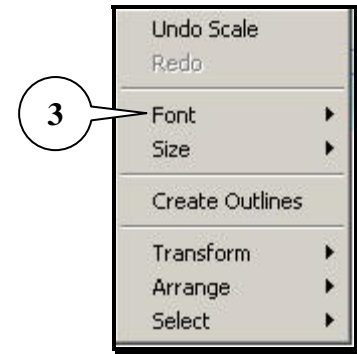 Undo Scale
Redo
3
Font
Size
Create Outlines
Transform
Arrange
Select